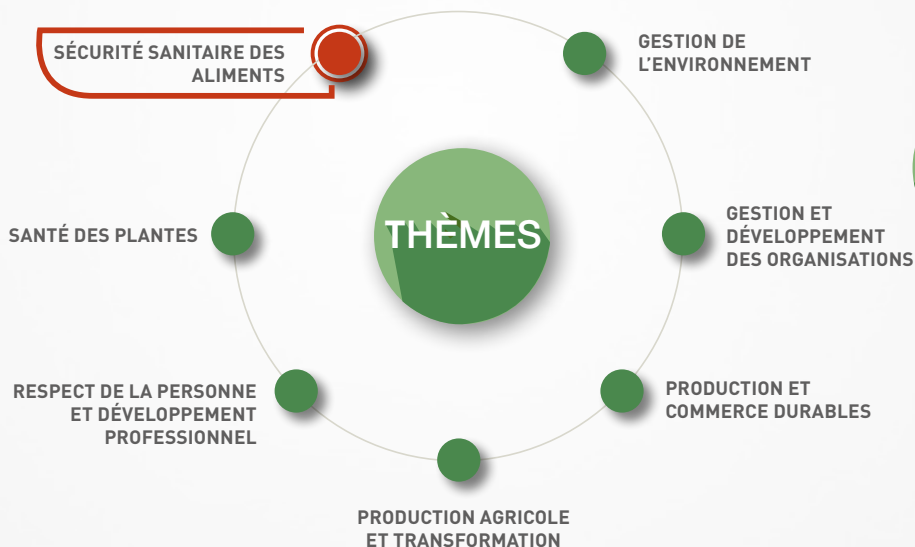 SÉCURITÉ SANITAIRE DES
ALIMENTS
GESTION DE
L'ENVIRONNEMENT
SANTÉ DES PLANTES
THÈMES
GESTION ET
DÉVELOPPEMENT
DES ORGANISATIONS
RESPECT DE LA PERSONNE
ET DÉVELOPPEMENT
PROFESSIONNEL
PRODUCTION ET
COMMERCE DURABLES
PRODUCTION AGRICOLE
ET TRANSFORMATION